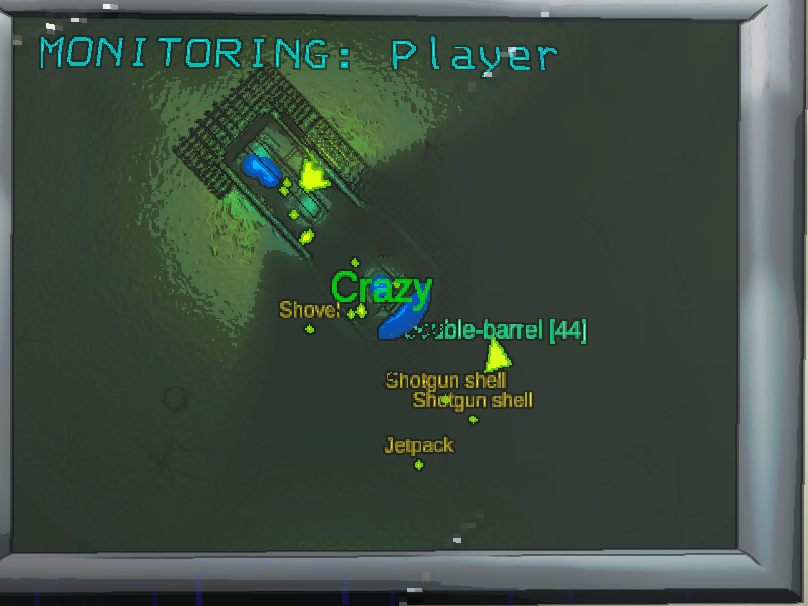 MONITORING: Player
Crazy
Shovel
Double-barrel [44]
Shotgun shell
Shotgun shell
Jetpack